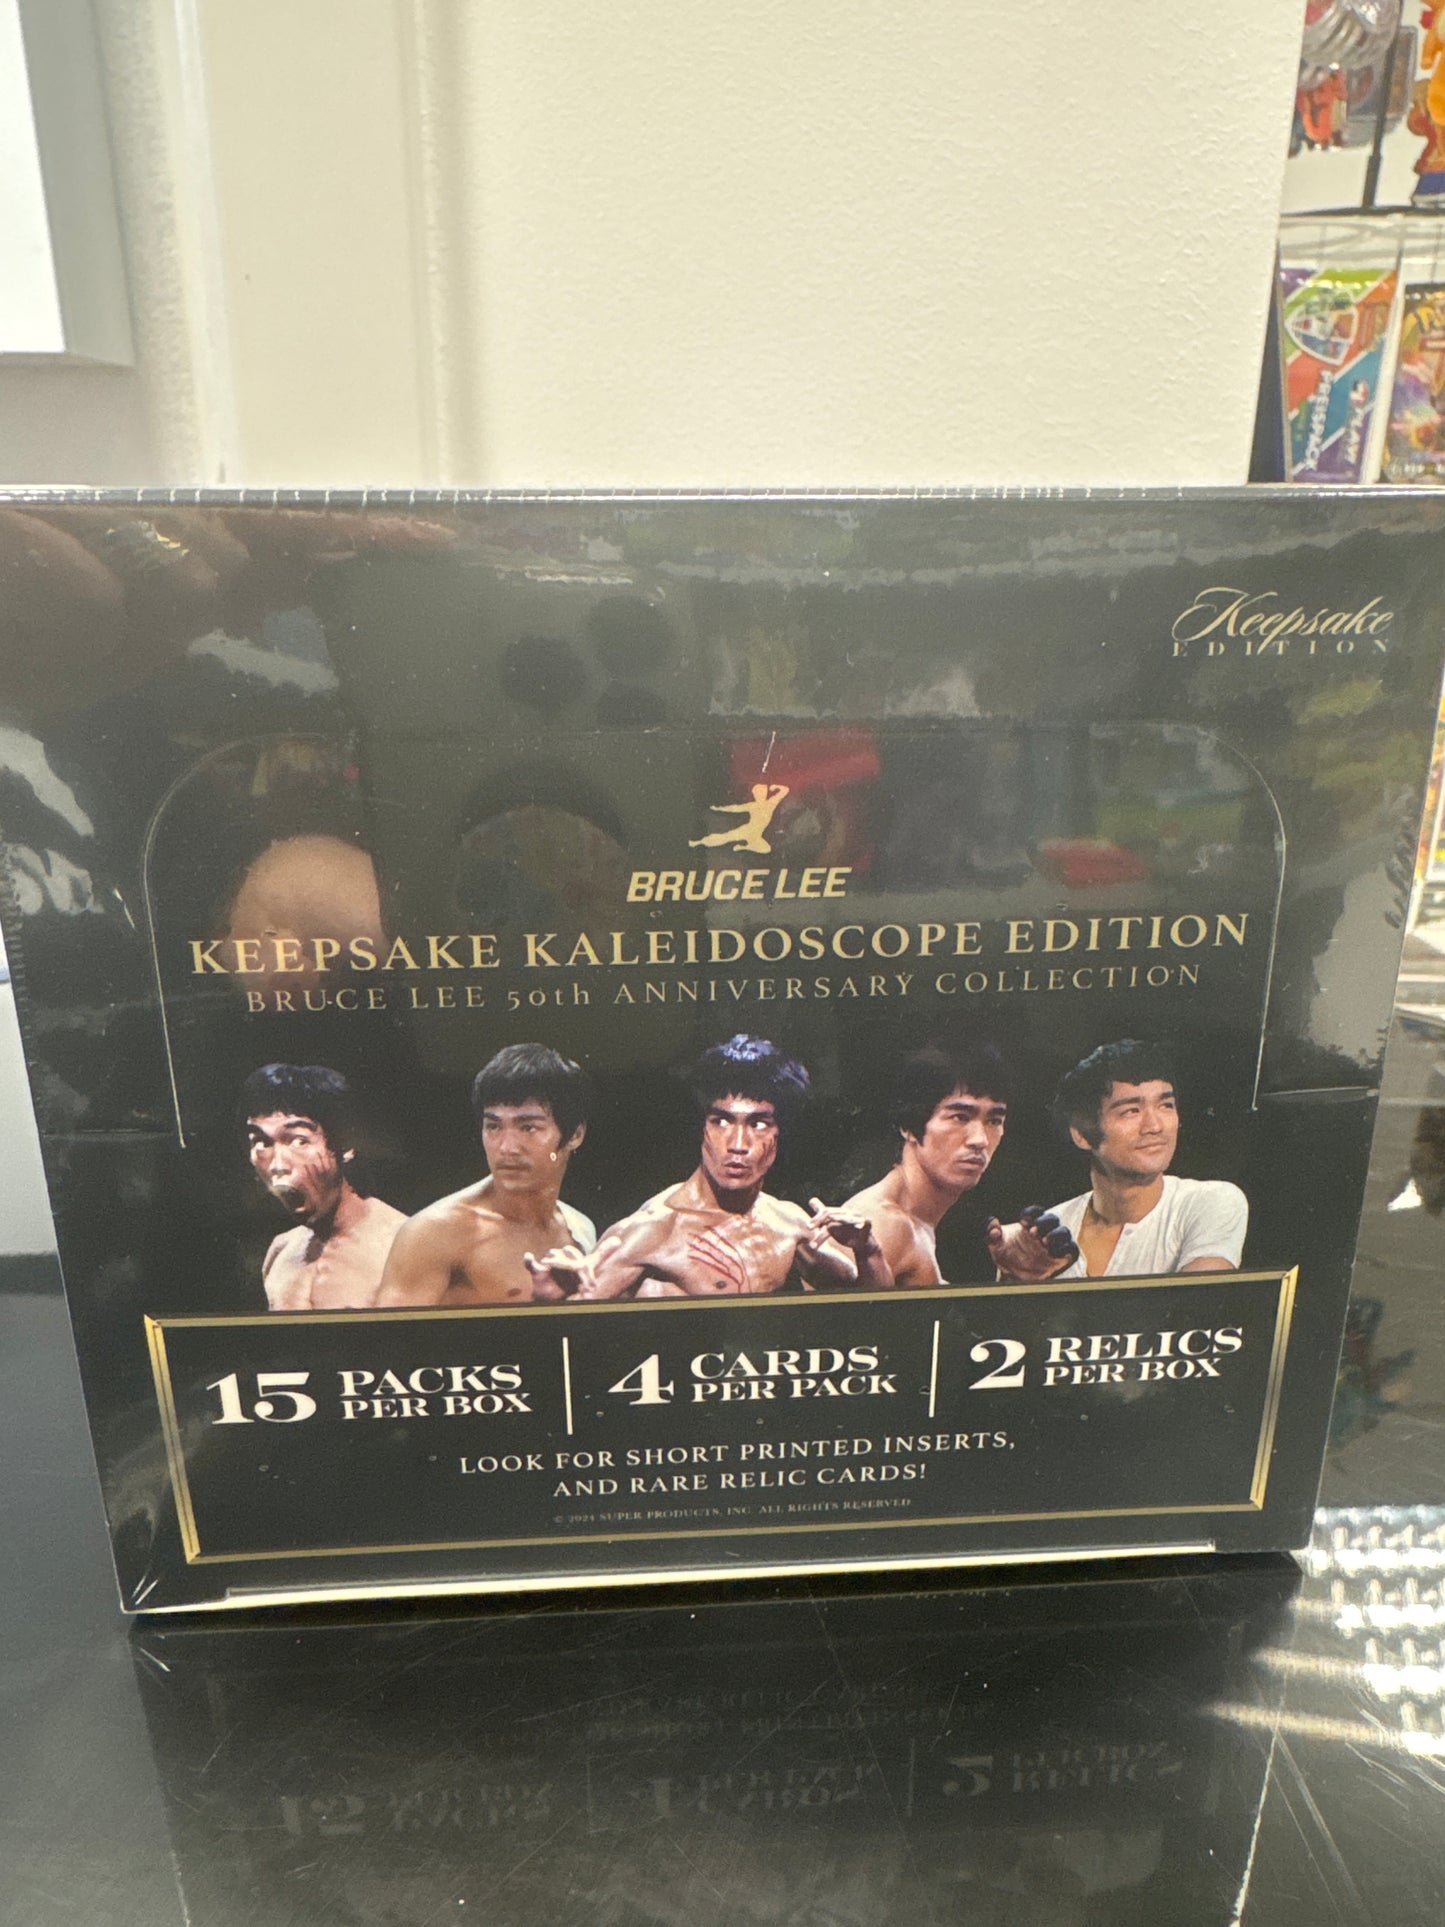 Keepsake
EDITION
BRUCE LEE
KEEPSAKE KALEIDOSCOPE EDITION
BRUCE LEE 50th ANNIVERSARY COLLECTION
15 PACKS PER BOX
4 CARDS PER PACK
2 RELICS PER BOX
LOOK FOR SHORT PRINTED INSERTS,
AND RARE RELIC CARDS!
© 2024 SUPER PRODUCTS, INC. ALL RIGHTS RESERVED